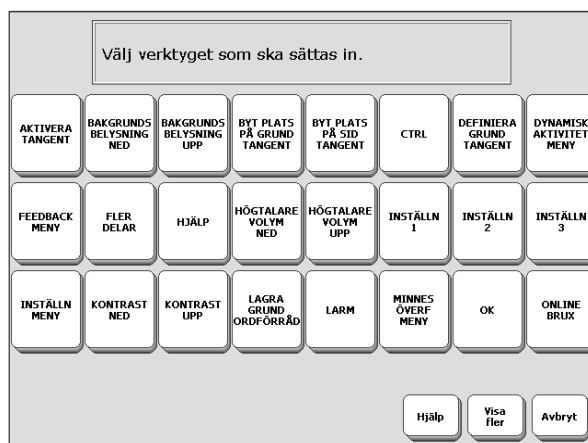 Välj verktyget som ska sättas in.
AKTIVERA
TANGENT
BAKGRUNDS
BELYSNING
NED
BAKGRUNDS
BELYSNING
UPP
BYT PLATS
PÅ GRUND
TANGENT
BYT PLATS
PÅ SID
TANGENT
CTRL
DEFINIERA
GRUND
TANGENT
DYNAMISK
AKTIVITET
MENY
FEEDBACK
MENY
FLER
DELAR
HJÄLP
HÖGTALARE
VOLYM
NED
HÖGTALARE
VOLYM
UPP
INSTÄLLN
1
INSTÄLLN
2
INSTÄLLN
3
INSTÄLLN
MENY
KONTRAST
NED
KONTRAST
UPP
LAGRA
GRUND
ORDFÖRRÅD
LARM
MINNES
ÖVERF
MENY
OK
ONLINE
BRUX
Hjälp
Visa
fler
Avbryt